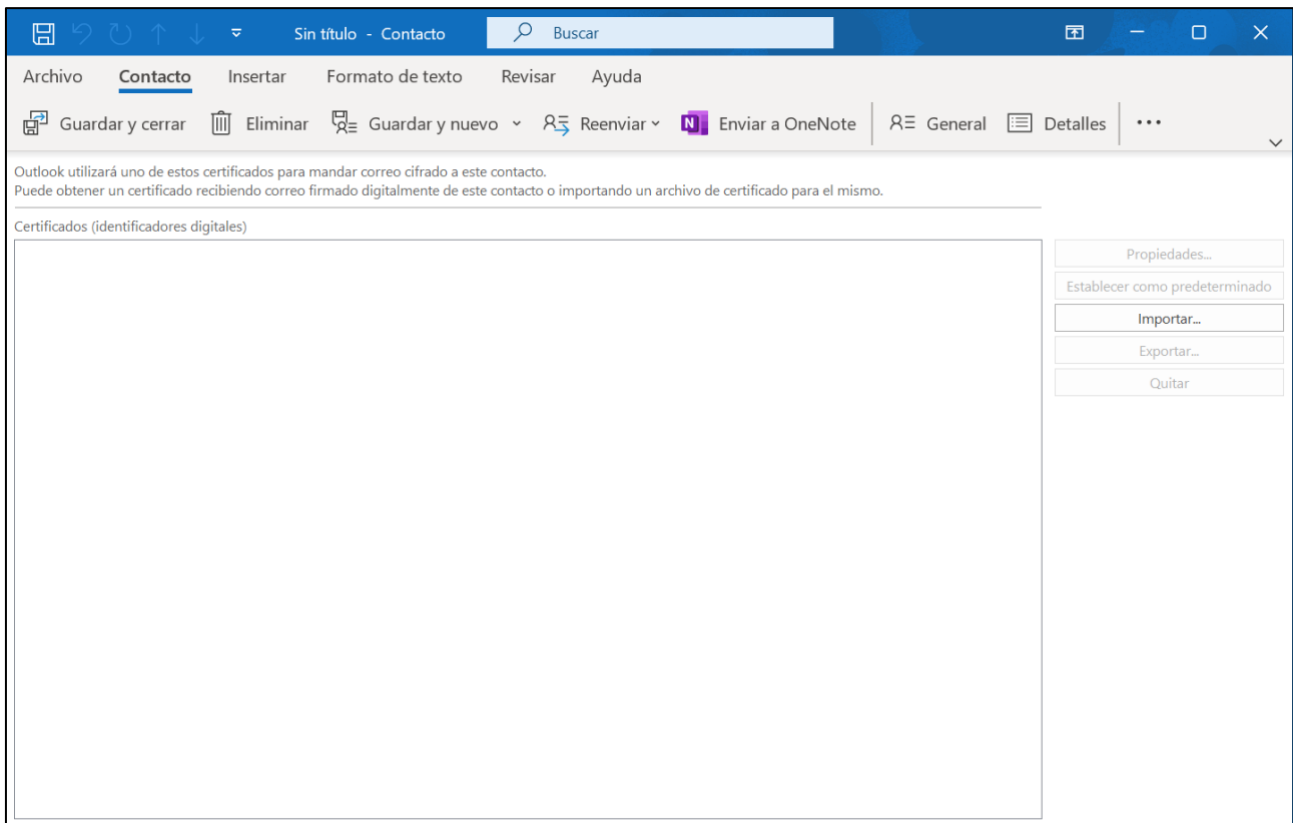 Sin título - Contacto
Buscar
Archivo Contacto Insertar Formato de texto Revisar Ayuda
Guardar y cerrar Eliminar Guardar y nuevo Reenviar N Enviar a OneNote General Detalles ...
Outlook utilizará uno de estos certificados para mandar correo cifrado a este contacto.
Puede obtener un certificado recibiendo correo firmado digitalmente de este contacto o importando un archivo de certificado para el mismo.
Certificados (identificadores digitales)
Propiedades...
Establecer como predeterminado
Importar...
Exportar...
Quitar